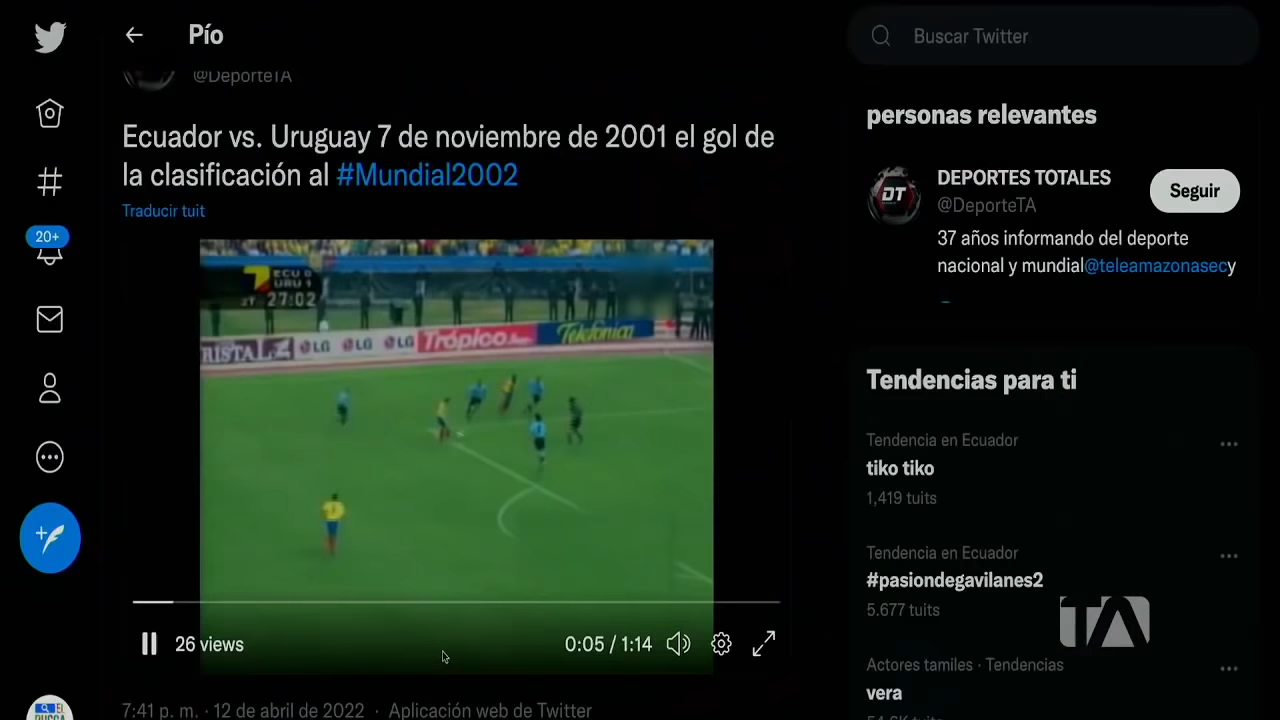 Pío
Buscar Twitter
@DeporteTA
Ecuador vs. Uruguay 7 de noviembre de 2001 el gol de
la clasificación al #Mundial2002
Traducir tuit
20+
ECU 0
URU 1
27:02
LG LG LG Trópico Telefónica
26 views
0:05 / 1:14
7:41 p. m. · 12 de abril de 2022 · Aplicación web de Twitter
personas relevantes
DT
DEPORTES TOTALES
@DeporteTA
Seguir
37 años informando del deporte
nacional y mundial@teleamazonasecy
Tendencias para ti
Tendencia en Ecuador
tiko tiko
1,419 tuits
Tendencia en Ecuador
#pasiondegavilanes2
5.677 tuits
TA
Actores tamiles · Tendencias
vera